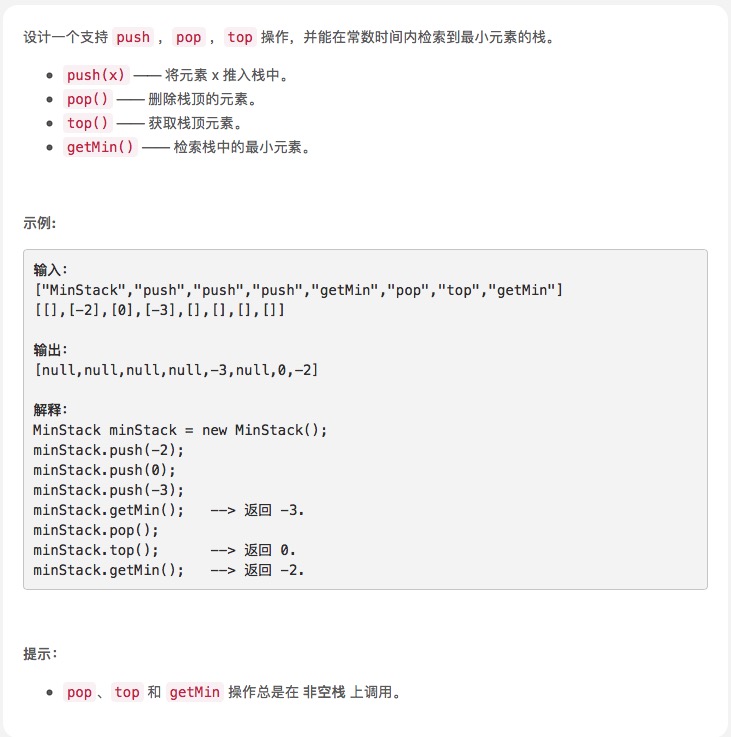 设计一个支持 push ，pop ，top 操作，并能在常数时间内检索到最小元素的栈。
push(x) —— 将元素 x 推入栈中。
pop() —— 删除栈顶的元素。
top() —— 获取栈顶元素。
getMin() —— 检索栈中的最小元素。
示例:
输入：
["MinStack","push","push","push","getMin","pop","top","getMin"]
[[],[-2],[0],[-3],[],[],[],[]]
输出：
[null,null,null,null,-3,null,0,-2]
解释：
MinStack minStack = new MinStack();
minStack.push(-2);
minStack.push(0);
minStack.push(-3);
minStack.getMin();   --> 返回 -3.
minStack.pop();
minStack.top();      --> 返回 0.
minStack.getMin();   --> 返回 -2.
提示：
pop、top 和 getMin 操作总是在 非空栈 上调用。